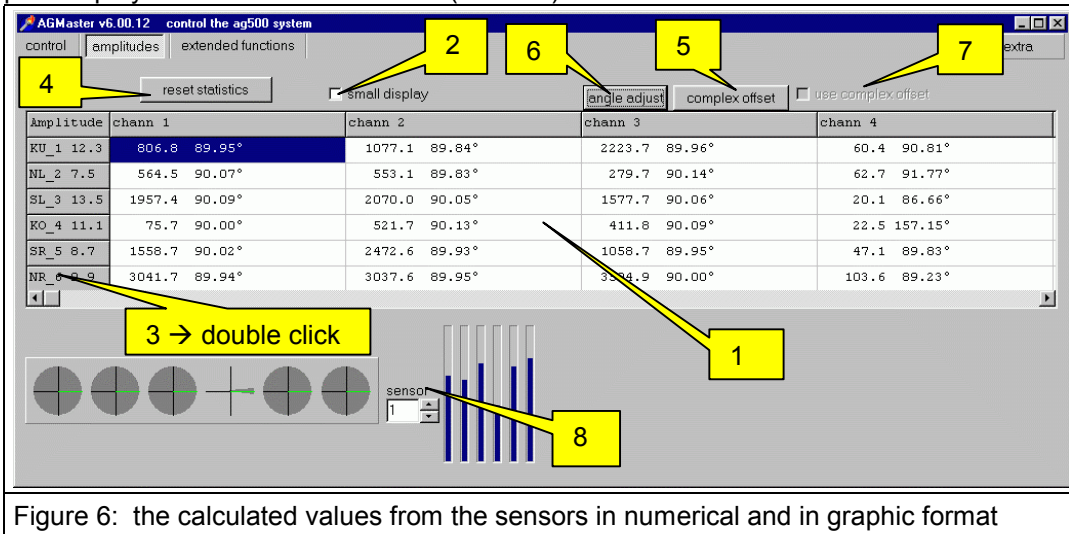 AGMaster v6.00.12 control the ag500 system
control amplitudes extended functions extra
2 6 5 7
4 reset statistics small display angle adjust complex offset use complex offset
Amplitude chann 1 chann 2 chann 3 chann 4
KU_1 12.3 806.8 89.95° 1077.1 89.84° 2223.7 89.96° 60.4 90.81°
NL_2 7.5 564.5 90.07° 553.1 89.83° 279.7 90.14° 62.7 91.77°
SL_3 13.5 1957.4 90.09° 2070.0 90.05° 1577.7 90.06° 20.1 86.66°
KO_4 11.1 75.7 90.00° 521.7 90.13° 411.8 90.09° 22.5 157.15°
SR_5 8.7 1558.7 90.02° 2472.6 89.93° 1058.7 89.95° 47.1 89.83°
3041.7 89.94° 3037.6 89.95° 90.00° 103.6 89.23°
3 → double click
1
sensor
1
8
Figure 6: the calculated values from the sensors in numerical and in graphic format